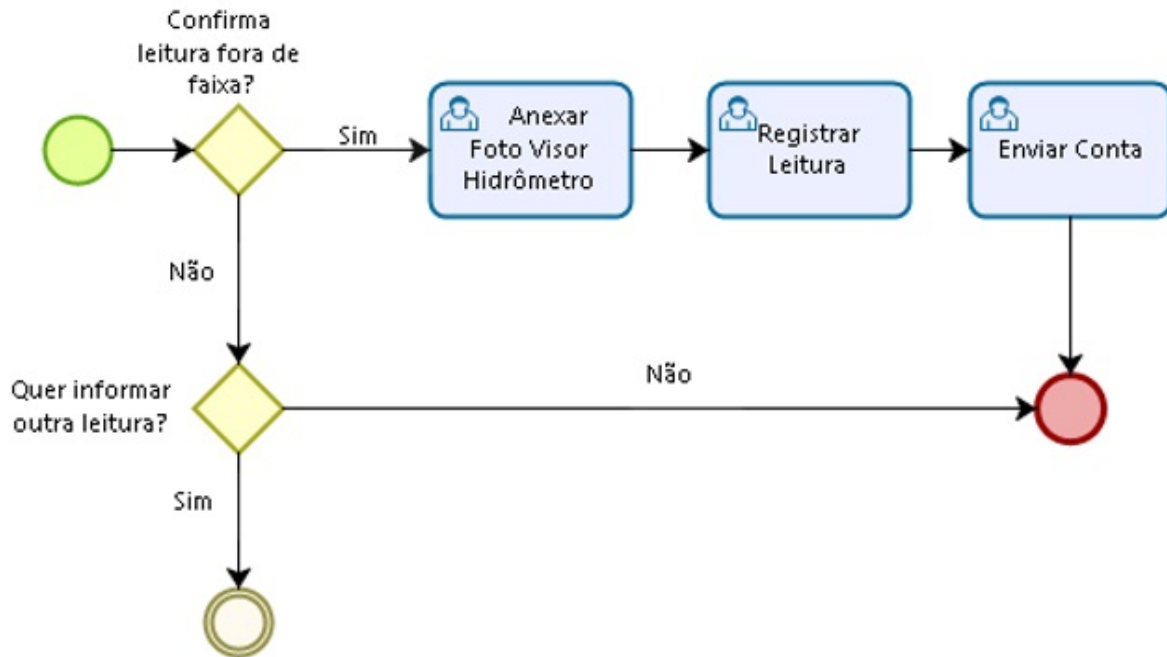 Confirma
leitura fora de
faixa?
Sim
Anexar
Foto Visor
Hidrômetro
Registrar
Leitura
Enviar Conta
Não
Quer informar
outra leitura?
Não
Sim